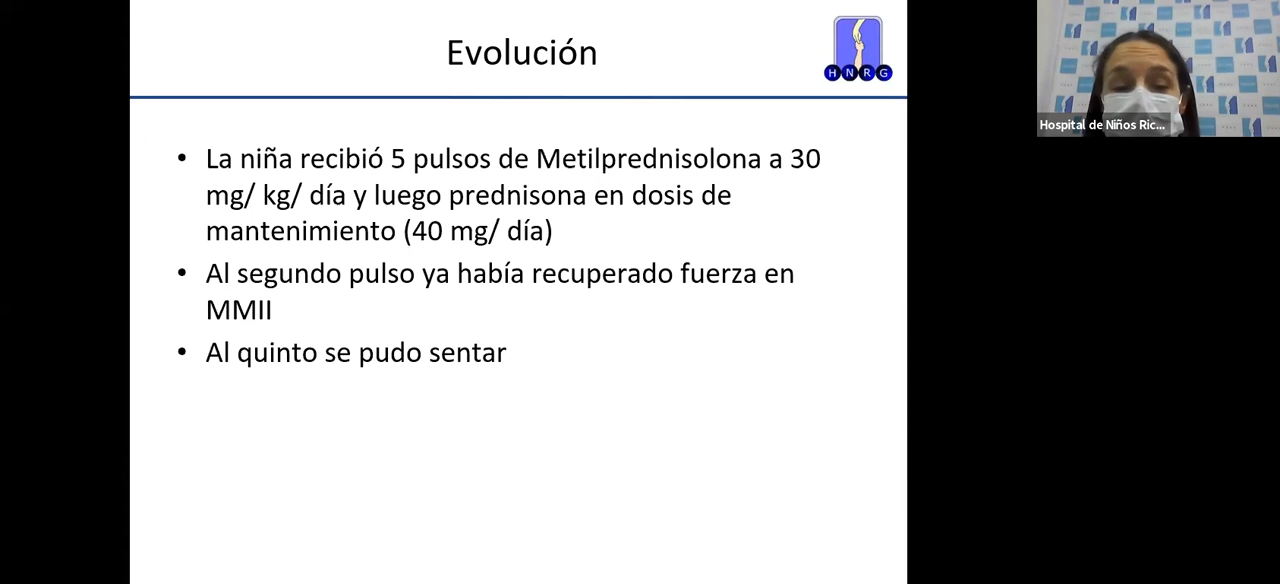 Evolución
H N R G
• La niña recibió 5 pulsos de Metilprednisolona a 30
mg/ kg/ día y luego prednisona en dosis de
mantenimiento (40 mg/ día)
• Al segundo pulso ya había recuperado fuerza en
MMII
• Al quinto se pudo sentar
Hospital de Niños Ric...